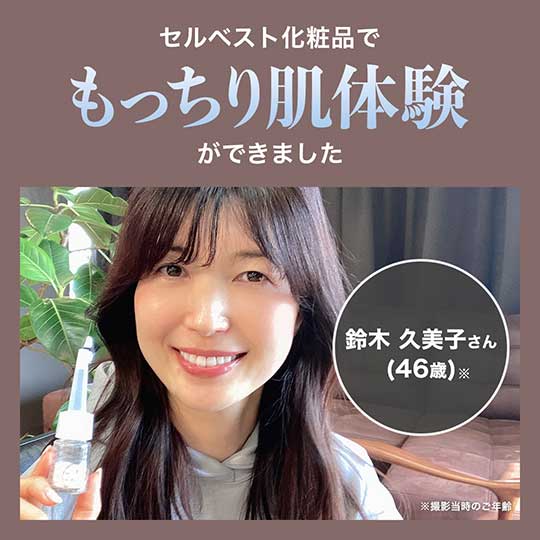 セルベスト化粧品で
もっちり肌体験
ができました
鈴木 久美子さん
(46歳)※
※撮影当時のご年齢